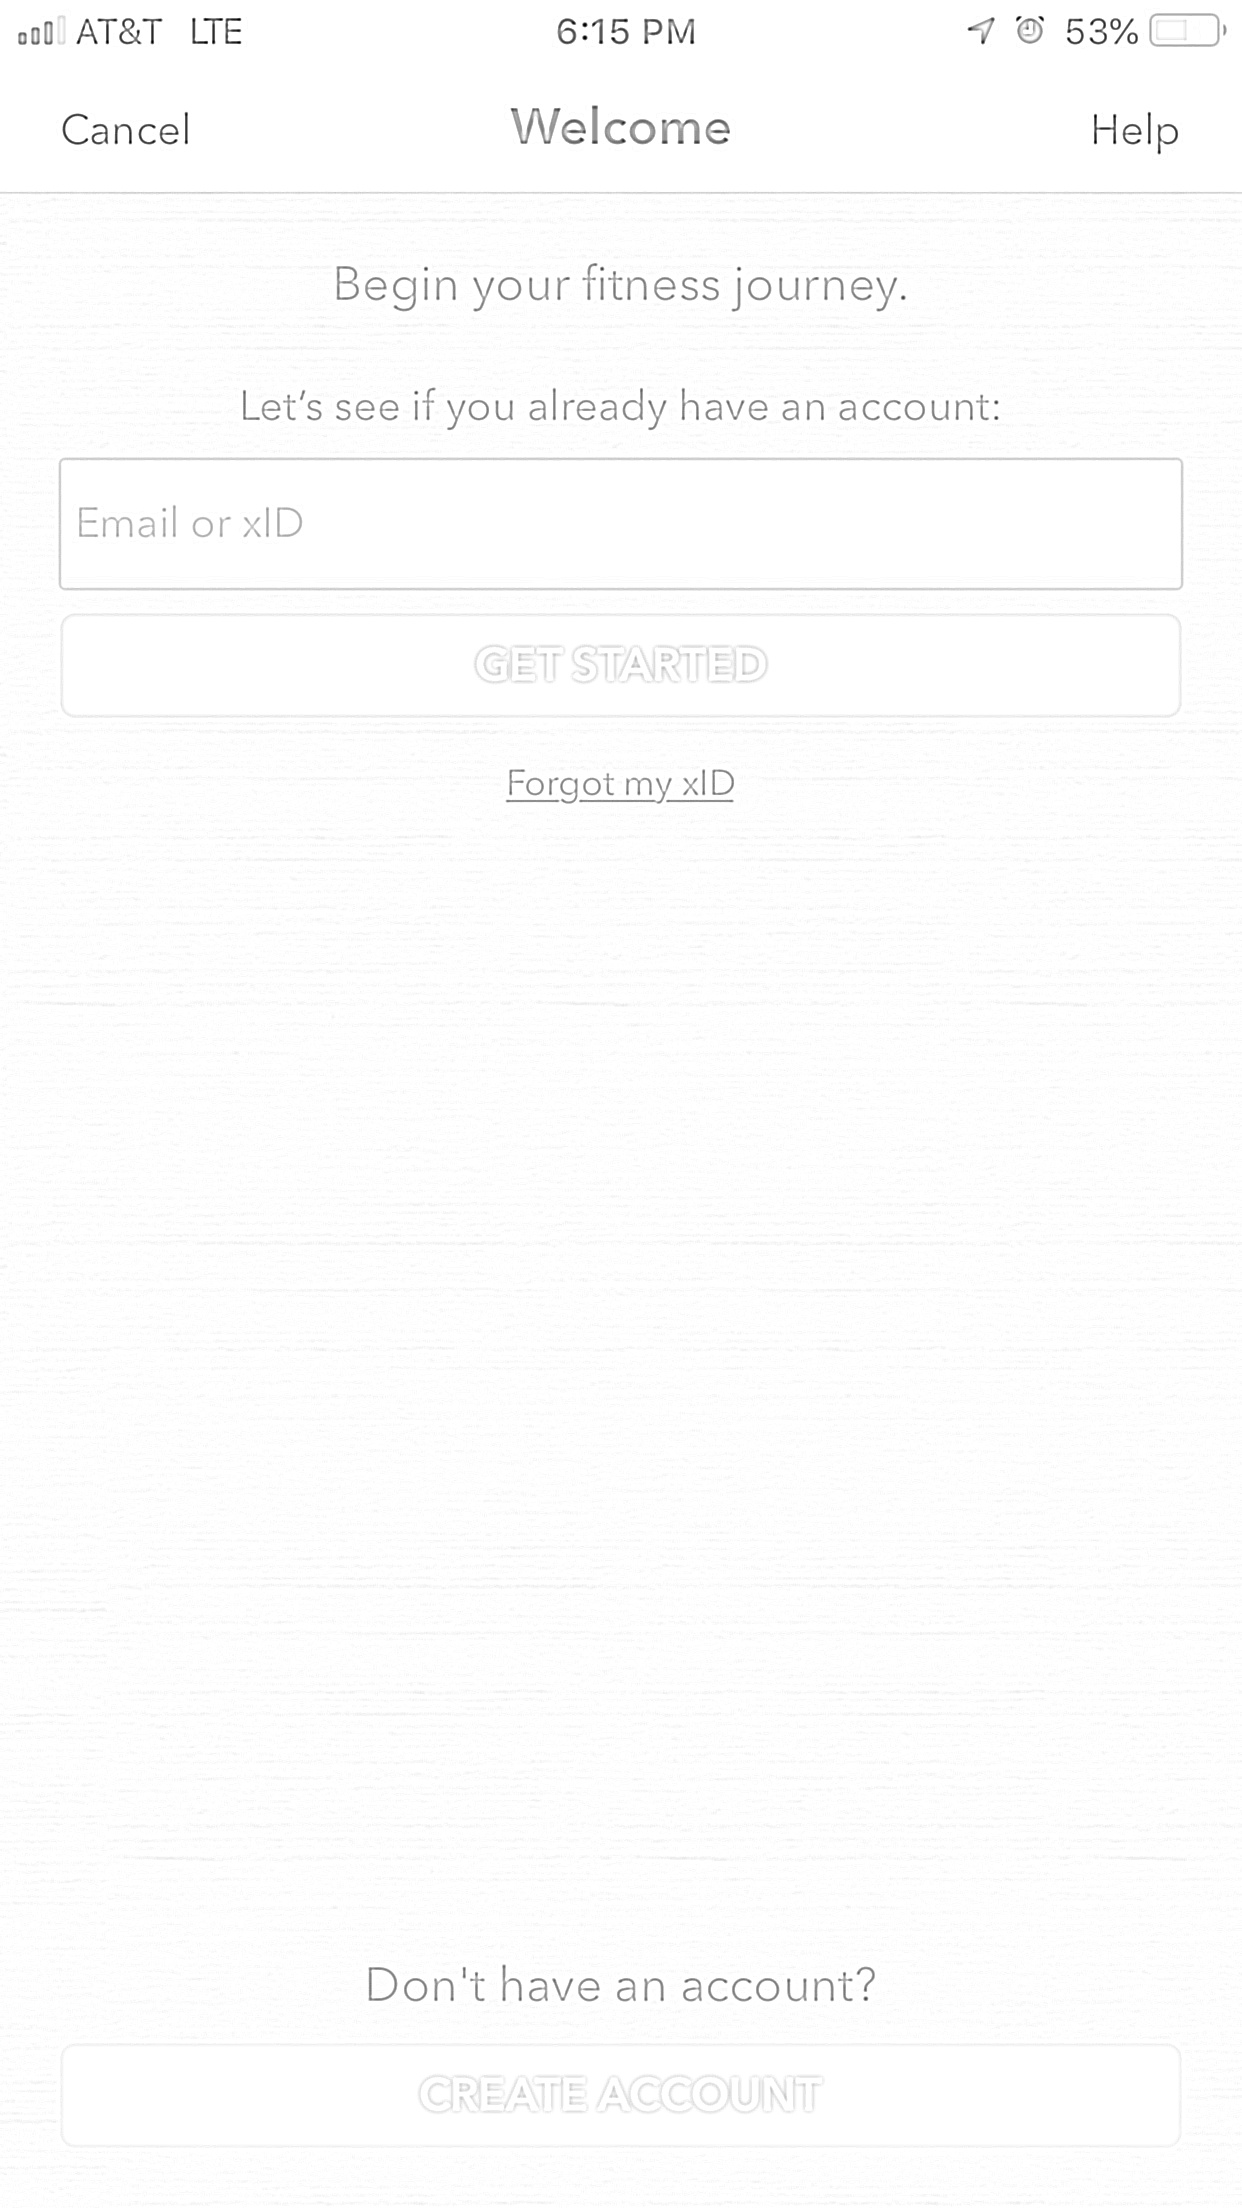 AT&T LTE 6:15 PM 53%
Cancel Welcome Help
Begin your fitness journey.
Let's see if you already have an account:
Email or xID
GET STARTED
Forgot my xID
Don't have an account?
CREATE ACCOUNT